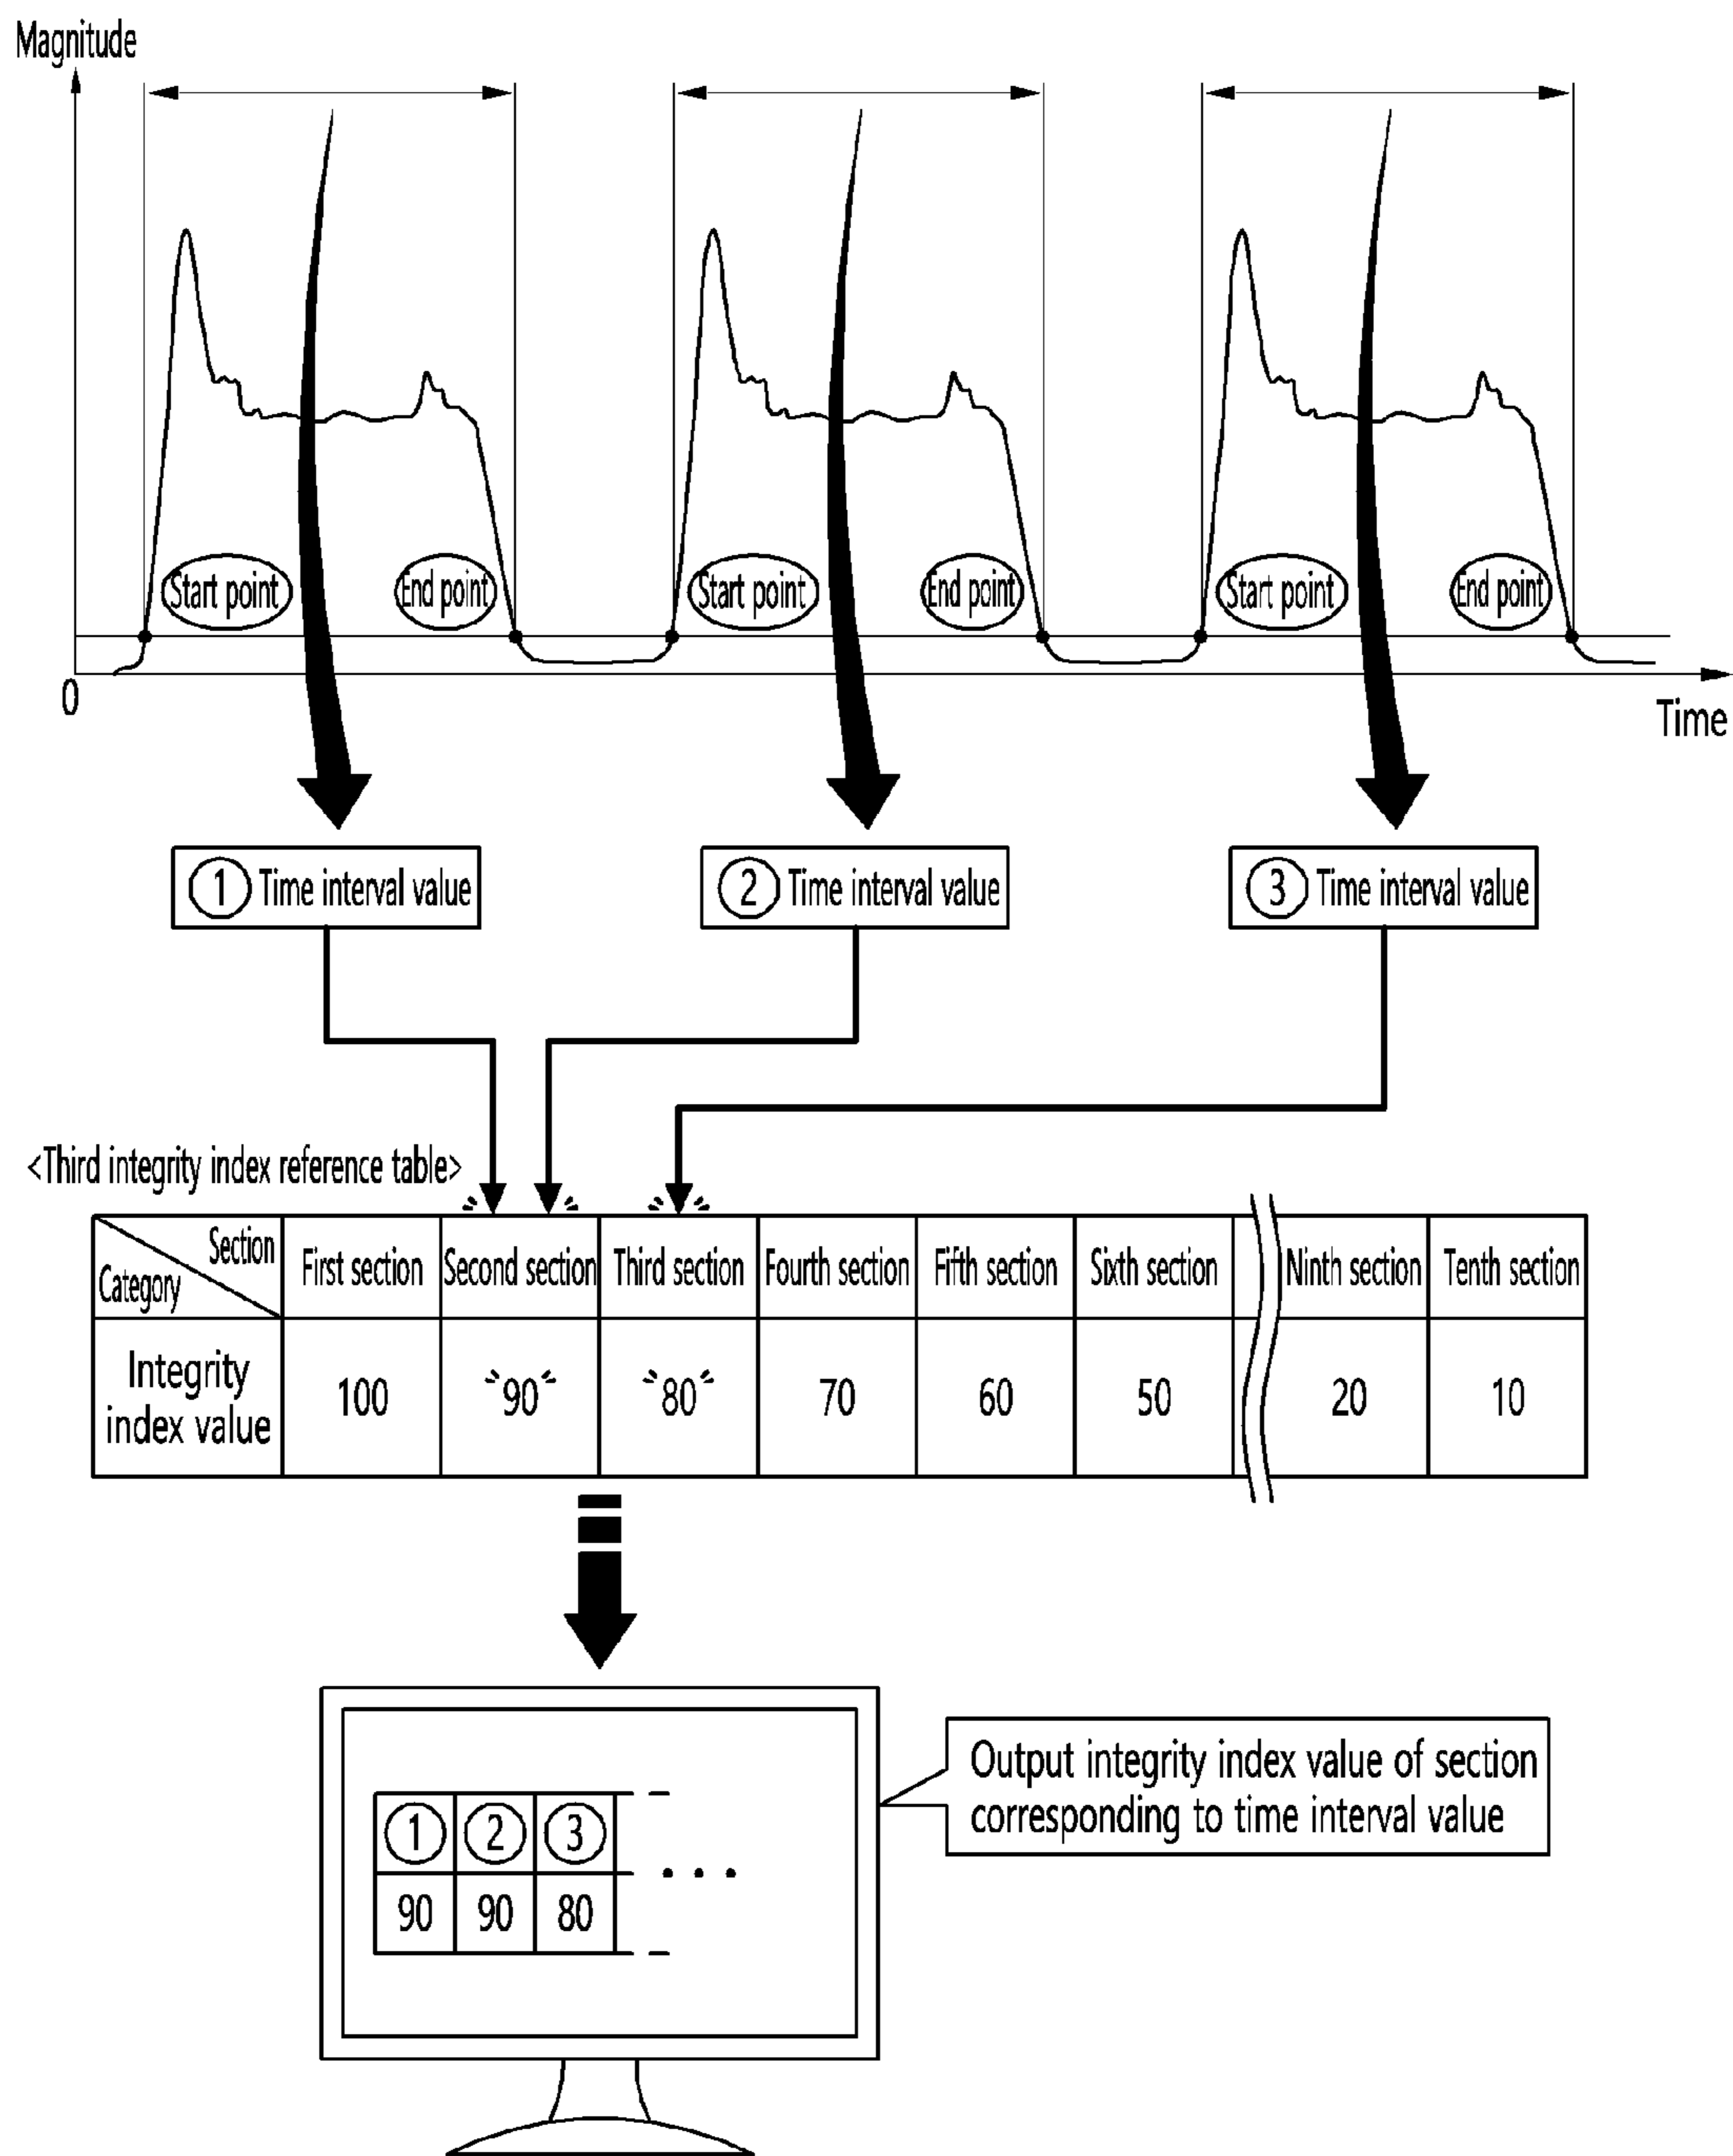 Magnitude
Start point
End point
Start point
End point
Start point
End point
0
Time
1 Time interval value
2 Time interval value
3 Time interval value
<Third integrity index reference table>
Section
Category
First section
Second section
Third section
Fourth section
Fifth section
Sixth section
Ninth section
Tenth section
Integrity
index value
100
90
80
70
60
50
20
10
Output integrity index value of section
corresponding to time interval value
1 2 3
90 90 80